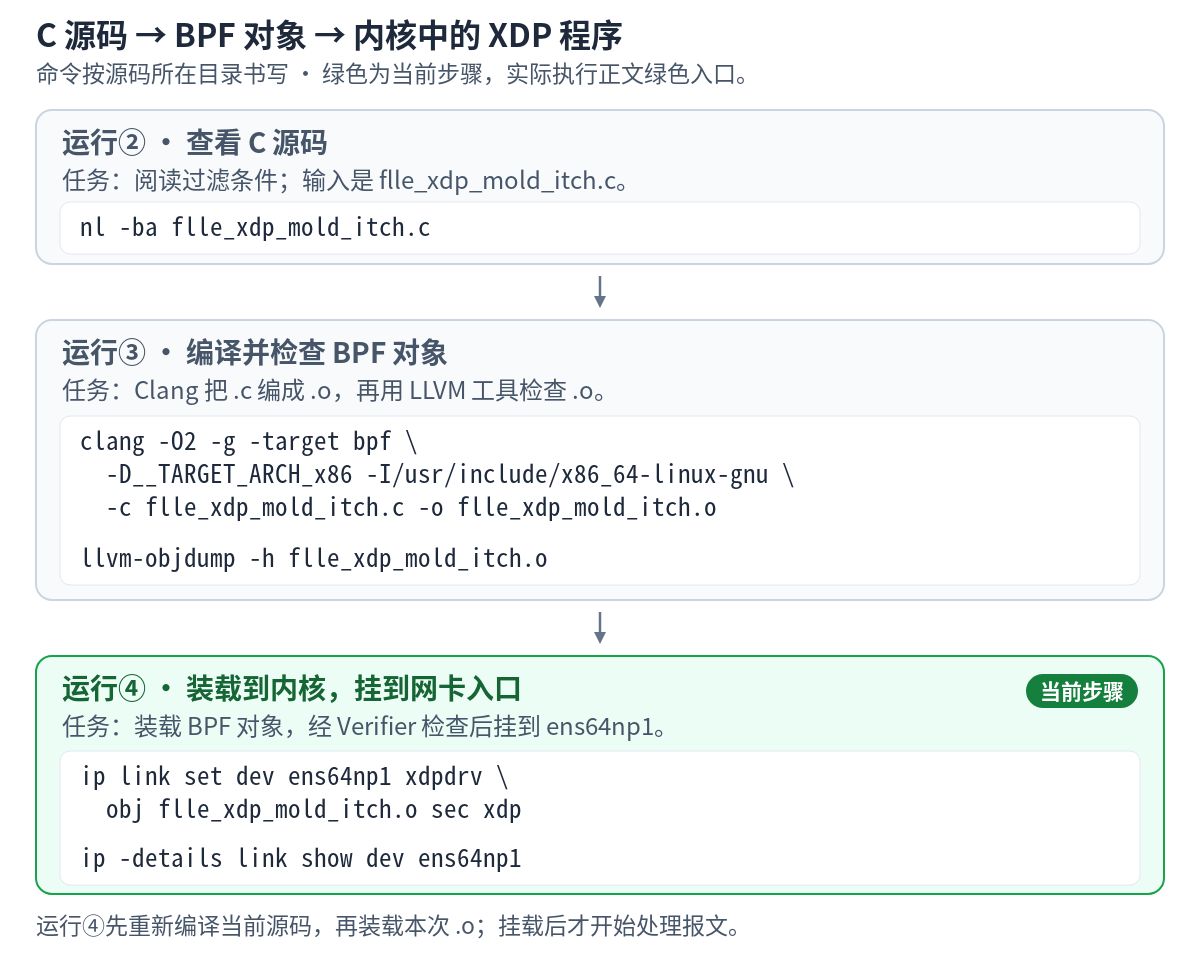 C 源码 → BPF 对象 → 内核中的 XDP 程序
命令按源码所在目录书写 · 绿色为当前步骤，实际执行正文绿色入口。
运行② · 查看 C 源码
任务：阅读过滤条件；输入是 flle_xdp_mold_itch.c。
nl -ba flle_xdp_mold_itch.c
运行③ · 编译并检查 BPF 对象
任务：Clang 把 .c 编成 .o，再用 LLVM 工具检查 .o。
clang -O2 -g -target bpf \
-D__TARGET_ARCH_x86 -I/usr/include/x86_64-linux-gnu \
-c flle_xdp_mold_itch.c -o flle_xdp_mold_itch.o
llvm-objdump -h flle_xdp_mold_itch.o
运行④ · 装载到内核，挂到网卡入口
当前步骤
任务：装载 BPF 对象，经 Verifier 检查后挂到 ens64np1。
ip link set dev ens64np1 xdpdrv \
obj flle_xdp_mold_itch.o sec xdp
ip -details link show dev ens64np1
运行④先重新编译当前源码，再装载本次 .o；挂载后才开始处理报文。